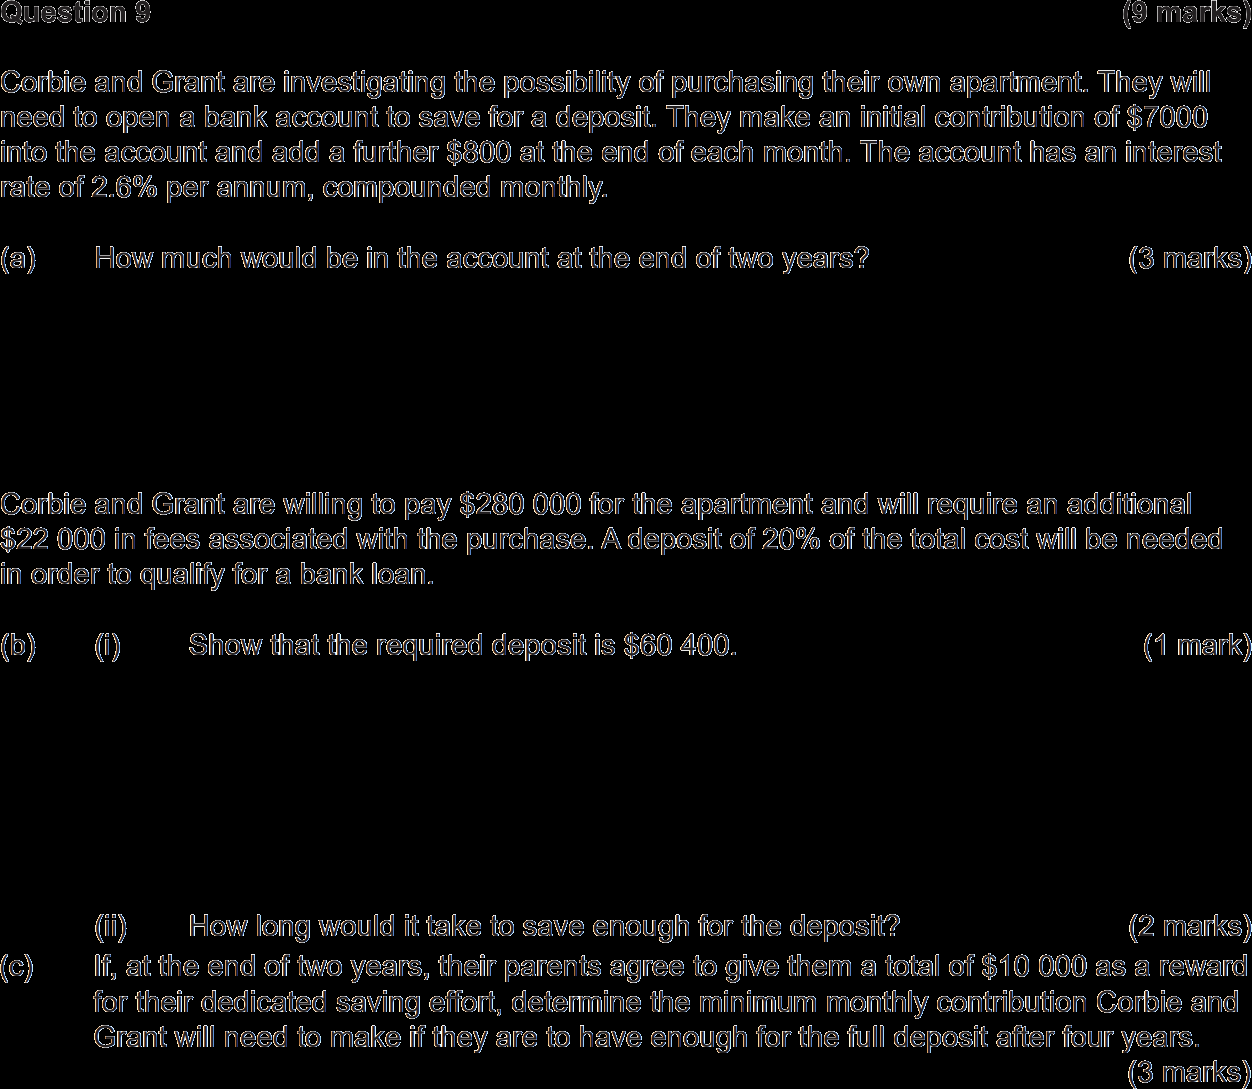 Question 9 (9 marks)
Corbie and Grant are investigating the possibility of purchasing their own apartment. They will
need to open a bank account to save for a deposit. They make an initial contribution of $7000
into the account and add a further $800 at the end of each month. The account has an interest
rate of 2.6% per annum, compounded monthly.
(a) How much would be in the account at the end of two years? (3 marks)
Corbie and Grant are willing to pay $280 000 for the apartment and will require an additional
$22 000 in fees associated with the purchase. A deposit of 20% of the total cost will be needed
in order to qualify for a bank loan.
(b) (i) Show that the required deposit is $60 400. (1 mark)
(ii) How long would it take to save enough for the deposit? (2 marks)
(c) If, at the end of two years, their parents agree to give them a total of $10 000 as a reward
for their dedicated saving effort, determine the minimum monthly contribution Corbie and
Grant will need to make if they are to have enough for the full deposit after four years.
(3 marks)